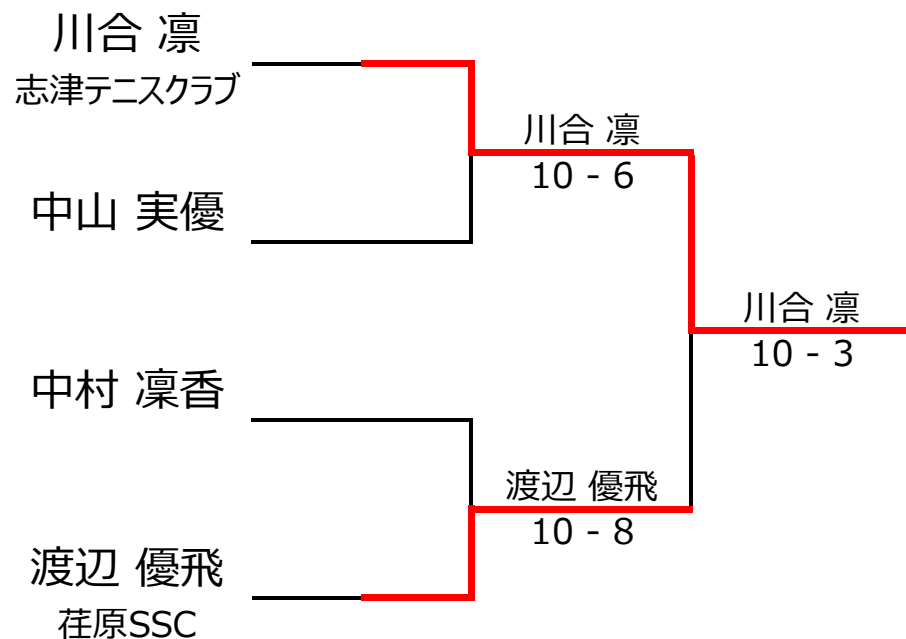 川合 凛
志津テニスクラブ
川合 凛
10 - 6
中山 実優
川合 凛
10 - 3
中村 凜香
渡辺 優飛
10 - 8
渡辺 優飛
荏原SSC